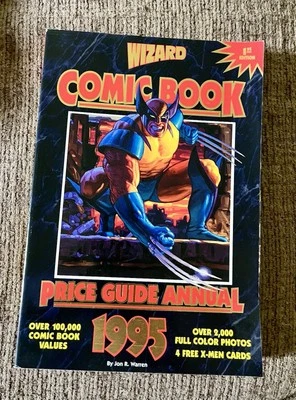 WIZARD
1ST
EDITION
COMIC BOOK
PRICE GUIDE ANNUAL
1995
OVER 100,000
COMIC BOOK
VALUES
By Jon R. Warren
OVER 2,000
FULL COLOR PHOTOS
4 FREE X-MEN CARDS